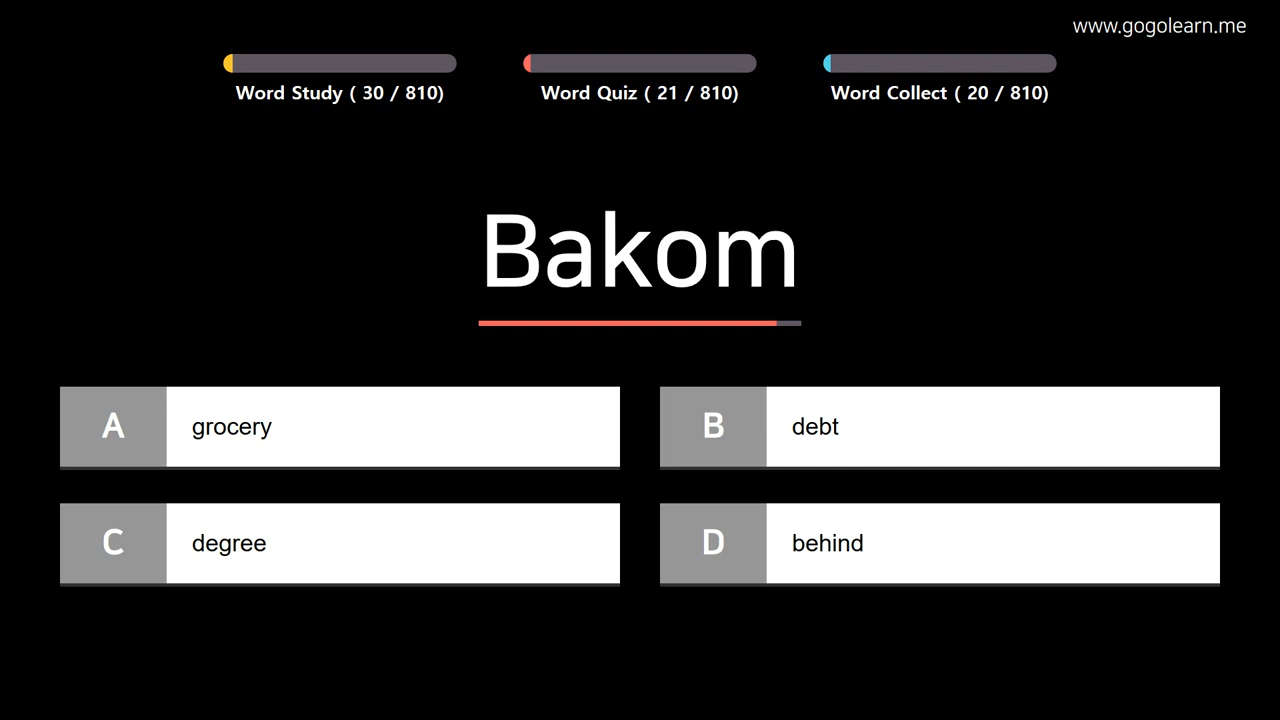 www.gogolearn.me
Word Study ( 30 / 810)
Word Quiz ( 21 / 810)
Word Collect ( 20 / 810)
Bakom
A grocery
B debt
C degree
D behind